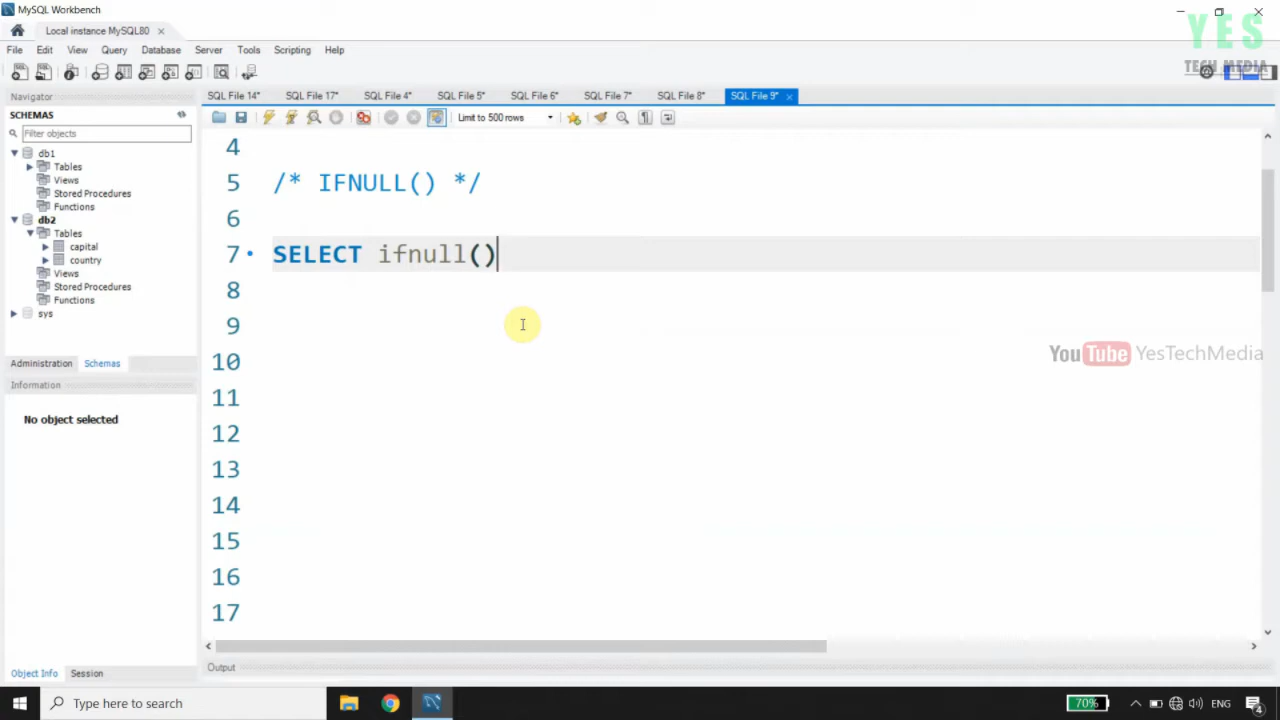 MySQL Workbench
YES
TECH MEDIA
Local instance MySQL80
File Edit View Query Database Server Tools Scripting Help
Navigator
SCHEMAS
Filter objects
db1
Tables
Views
Stored Procedures
Functions
db2
Tables
capital
country
Views
Stored Procedures
Functions
sys
Administration Schemas
Information
No object selected
Object Info Session
SQL File 14* SQL File 17* SQL File 4* SQL File 5* SQL File 6* SQL File 7* SQL File 8* SQL File 9*
Limit to 500 rows
4
5 /* IFNULL() */
6
7 SELECT ifnull()
8
9
10
11
12
13
14
15
16
17
YouTube YesTechMedia
Output
Type here to search
70%
ENG
4